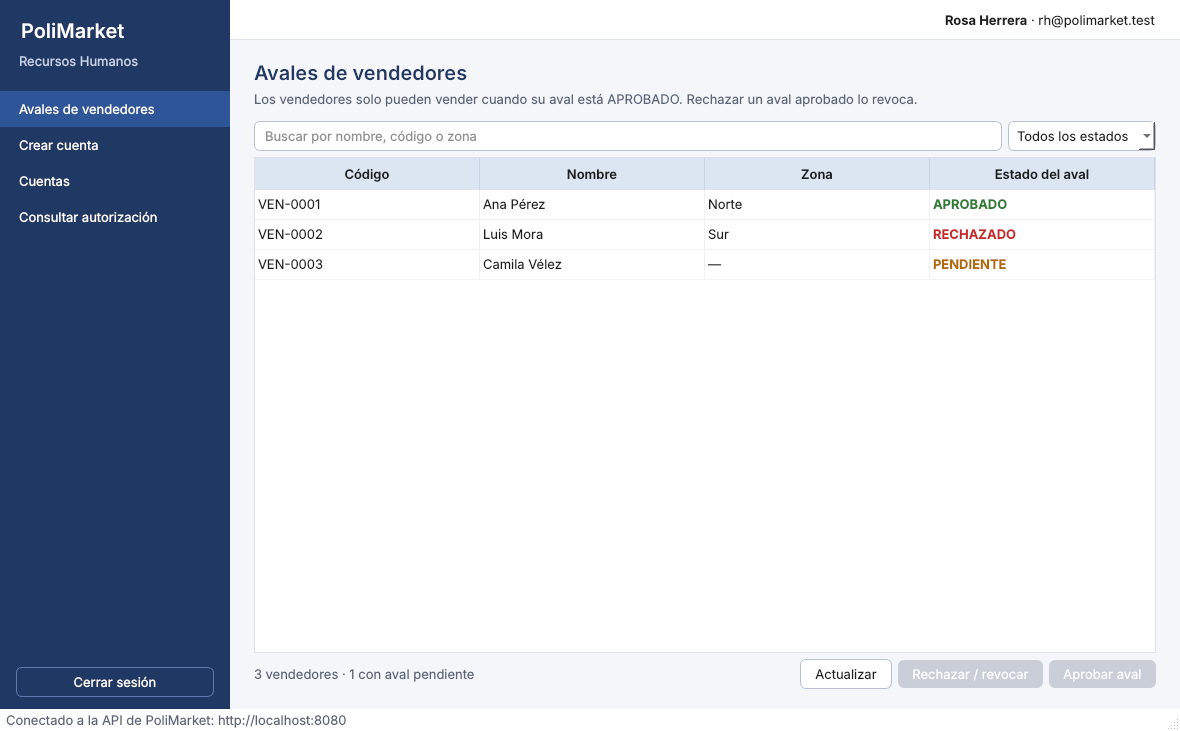 PoliMarket
Recursos Humanos
Avales de vendedores
Crear cuenta
Cuentas
Consultar autorización
Cerrar sesión
Rosa Herrera · rh@polimarket.test
Avales de vendedores
Los vendedores solo pueden vender cuando su aval está APROBADO. Rechazar un aval aprobado lo revoca.
Buscar por nombre, código o zona
Todos los estados
Código Nombre Zona Estado del aval
VEN-0001 Ana Pérez Norte APROBADO
VEN-0002 Luis Mora Sur RECHAZADO
VEN-0003 Camila Vélez — PENDIENTE
3 vendedores · 1 con aval pendiente
Actualizar
Rechazar / revocar
Aprobar aval
Conectado a la API de PoliMarket: http://localhost:8080